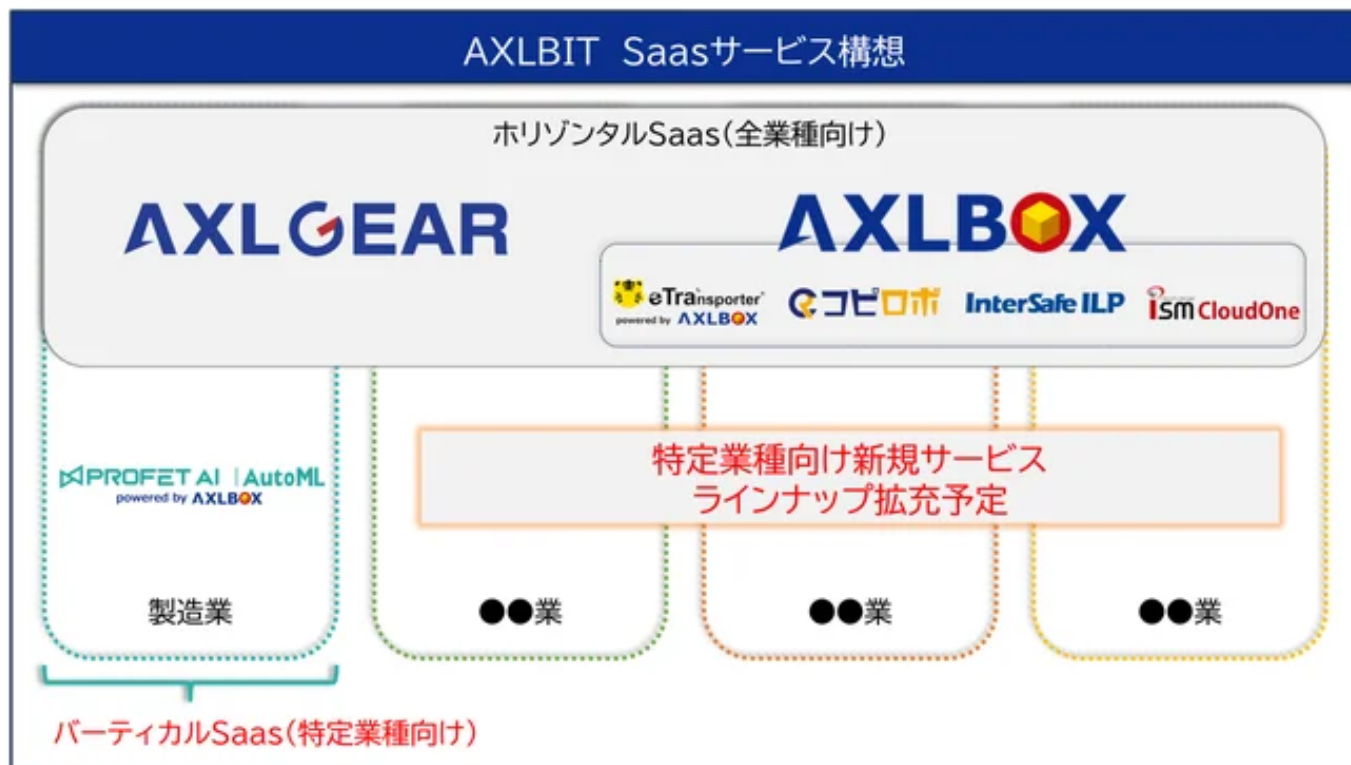 AXLBIT Saasサービス構想
ホリゾンタルSaas(全業種向け)
AXLGEAR
AXLBOX
eTransporter
powered by AXLBOX
コピロボ
InterSafe ILP
ISM CloudOne
PROFET AI | AutoML
powered by AXLBOX
特定業種向け新規サービス
ラインナップ拡充予定
製造業
●●業
●●業
●●業
バーティカルSaas(特定業種向け)